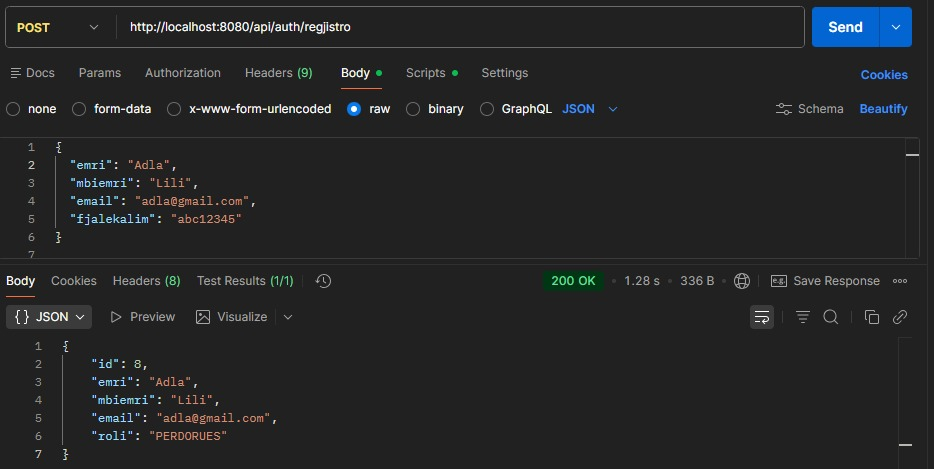 POST http://localhost:8080/api/auth/regjistro Send
Docs Params Authorization Headers (9) Body Scripts Settings Cookies
none form-data x-www-form-urlencoded raw binary GraphQL JSON Schema Beautify
1 {
2 "emri": "Adla",
3 "mbiemri": "Lili",
4 "email": "adla@gmail.com",
5 "fjalekalim": "abc12345"
6 }
7
Body Cookies Headers (8) Test Results (1/1) 200 OK 1.28 s 336 B e.g. Save Response
{} JSON Preview Visualize
1 {
2 "id": 8,
3 "emri": "Adla",
4 "mbiemri": "Lili",
5 "email": "adla@gmail.com",
6 "roli": "PERDORUES"
7 }